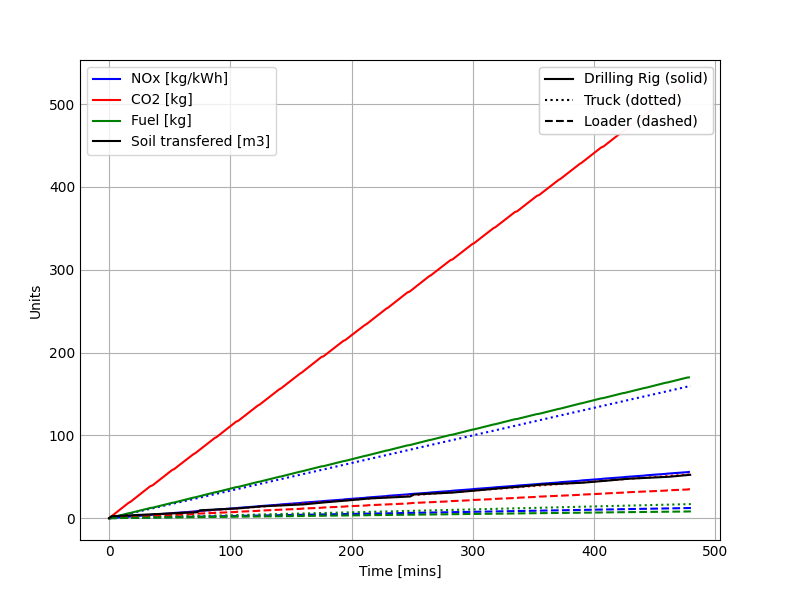 NOx [kg/kWh]
CO2 [kg]
Fuel [kg]
Soil transfered [m3]
Drilling Rig (solid)
Truck (dotted)
Loader (dashed)
500
400
300
200
100
0
Units
0 100 200 300 400 500
Time [mins]